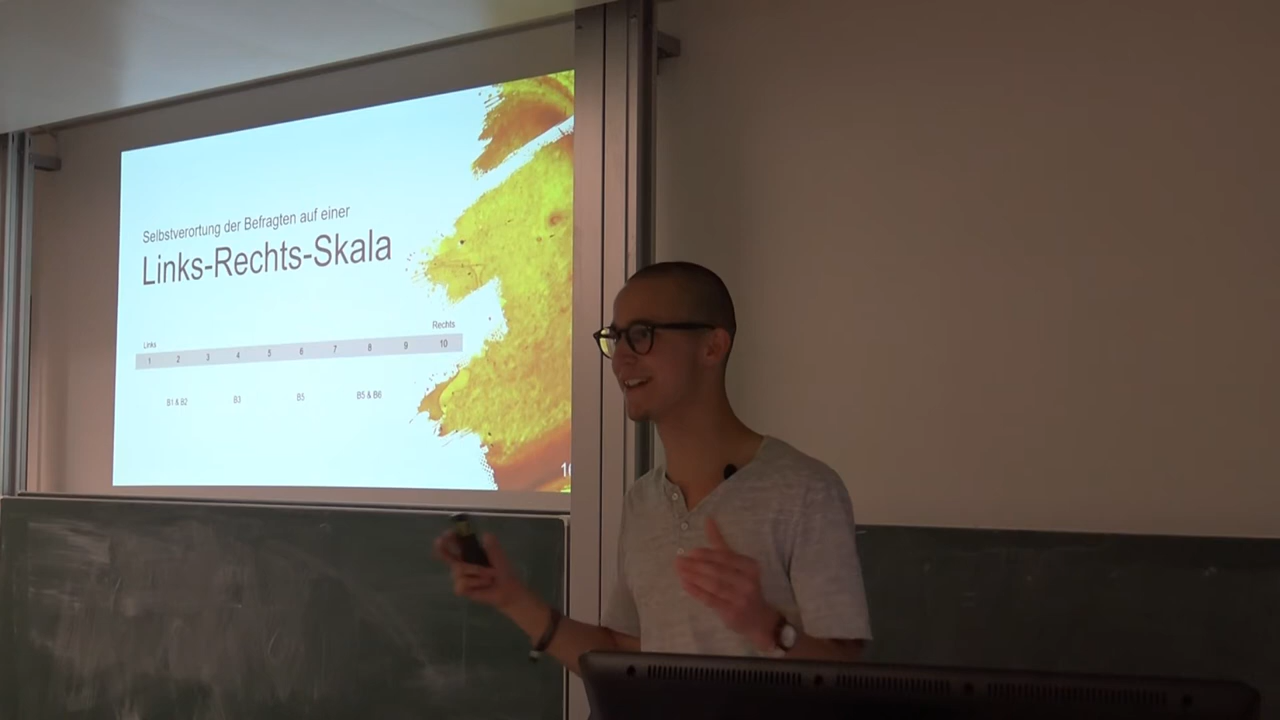 Selbstverortung der Befragten auf einer
Links-Rechts-Skala
Links Rechts
1 2 3 4 5 6 7 8 9 10
B1 & B2 B3 B5 B5 & B6